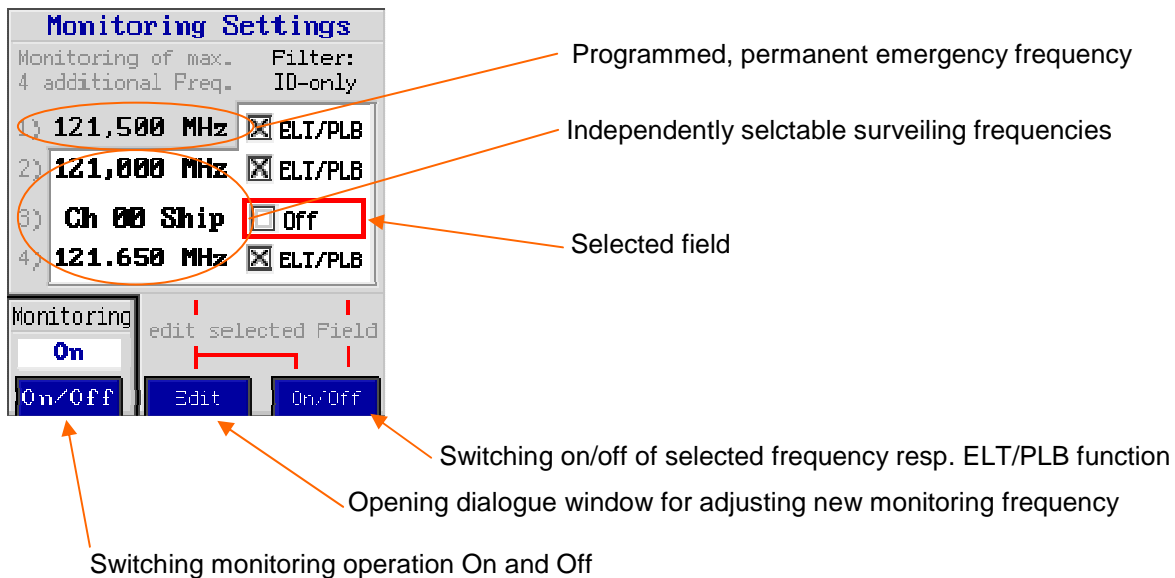 Monitoring Settings
Monitoring of max. Filter:
4 additional Freq. ID-only
1) 121,500 MHz ELT/PLB
2) 121,000 MHz ELT/PLB
3) Ch 00 Ship Off
4) 121.650 MHz ELT/PLB
Monitoring
edit selected Field
On
On/Off Edit On/Off
Programmed, permanent emergency frequency
Independently selctable surveiling frequencies
Selected field
Switching on/off of selected frequency resp. ELT/PLB function
Opening dialogue window for adjusting new monitoring frequency
Switching monitoring operation On and Off